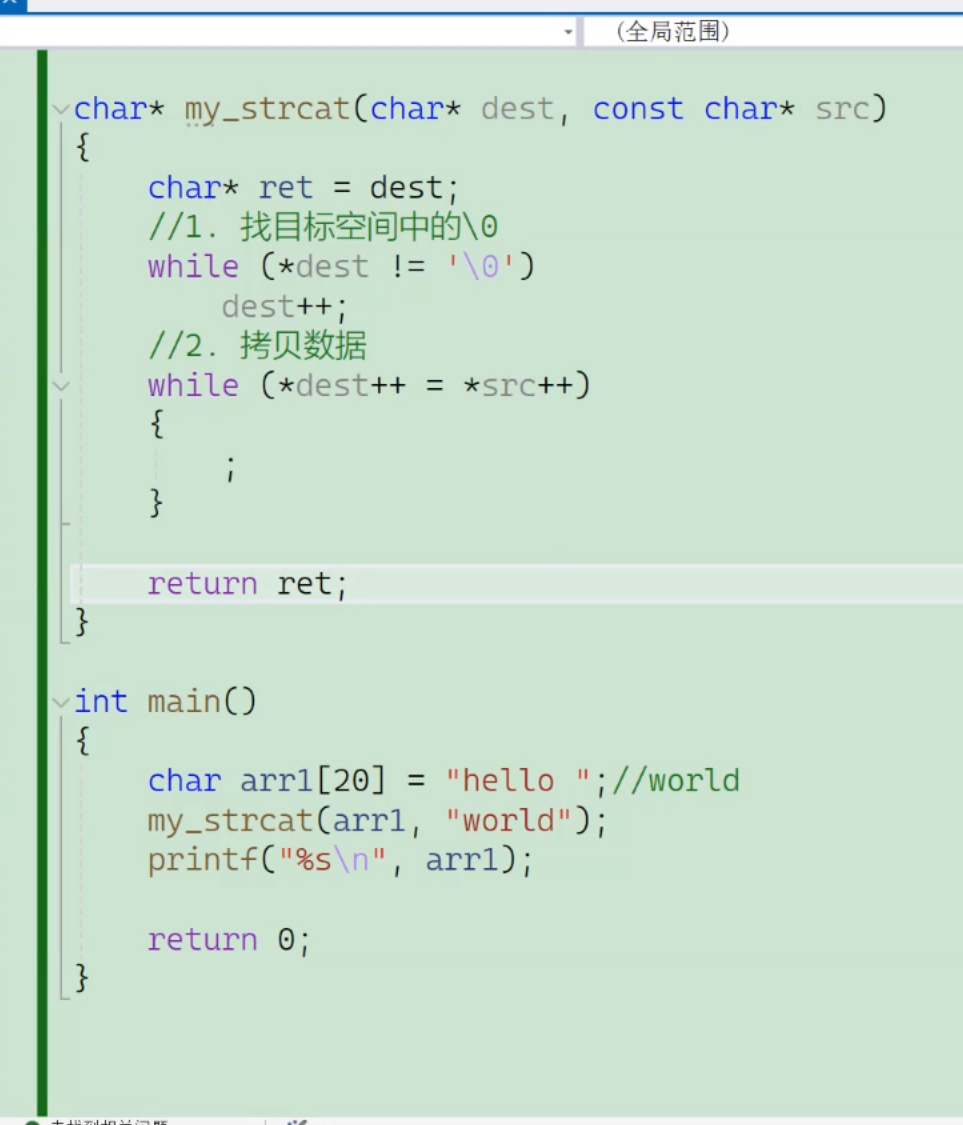 (全局范围)
char* my_strcat(char* dest, const char* src)
{
    char* ret = dest;
    //1. 找目标空间中的\0
    while (*dest != '\0')
        dest++;
    //2. 拷贝数据
    while (*dest++ = *src++)
    {
        ;
    }
    return ret;
}
int main()
{
    char arr1[20] = "hello ";//world
    my_strcat(arr1, "world");
    printf("%s\n", arr1);
    return 0;
}